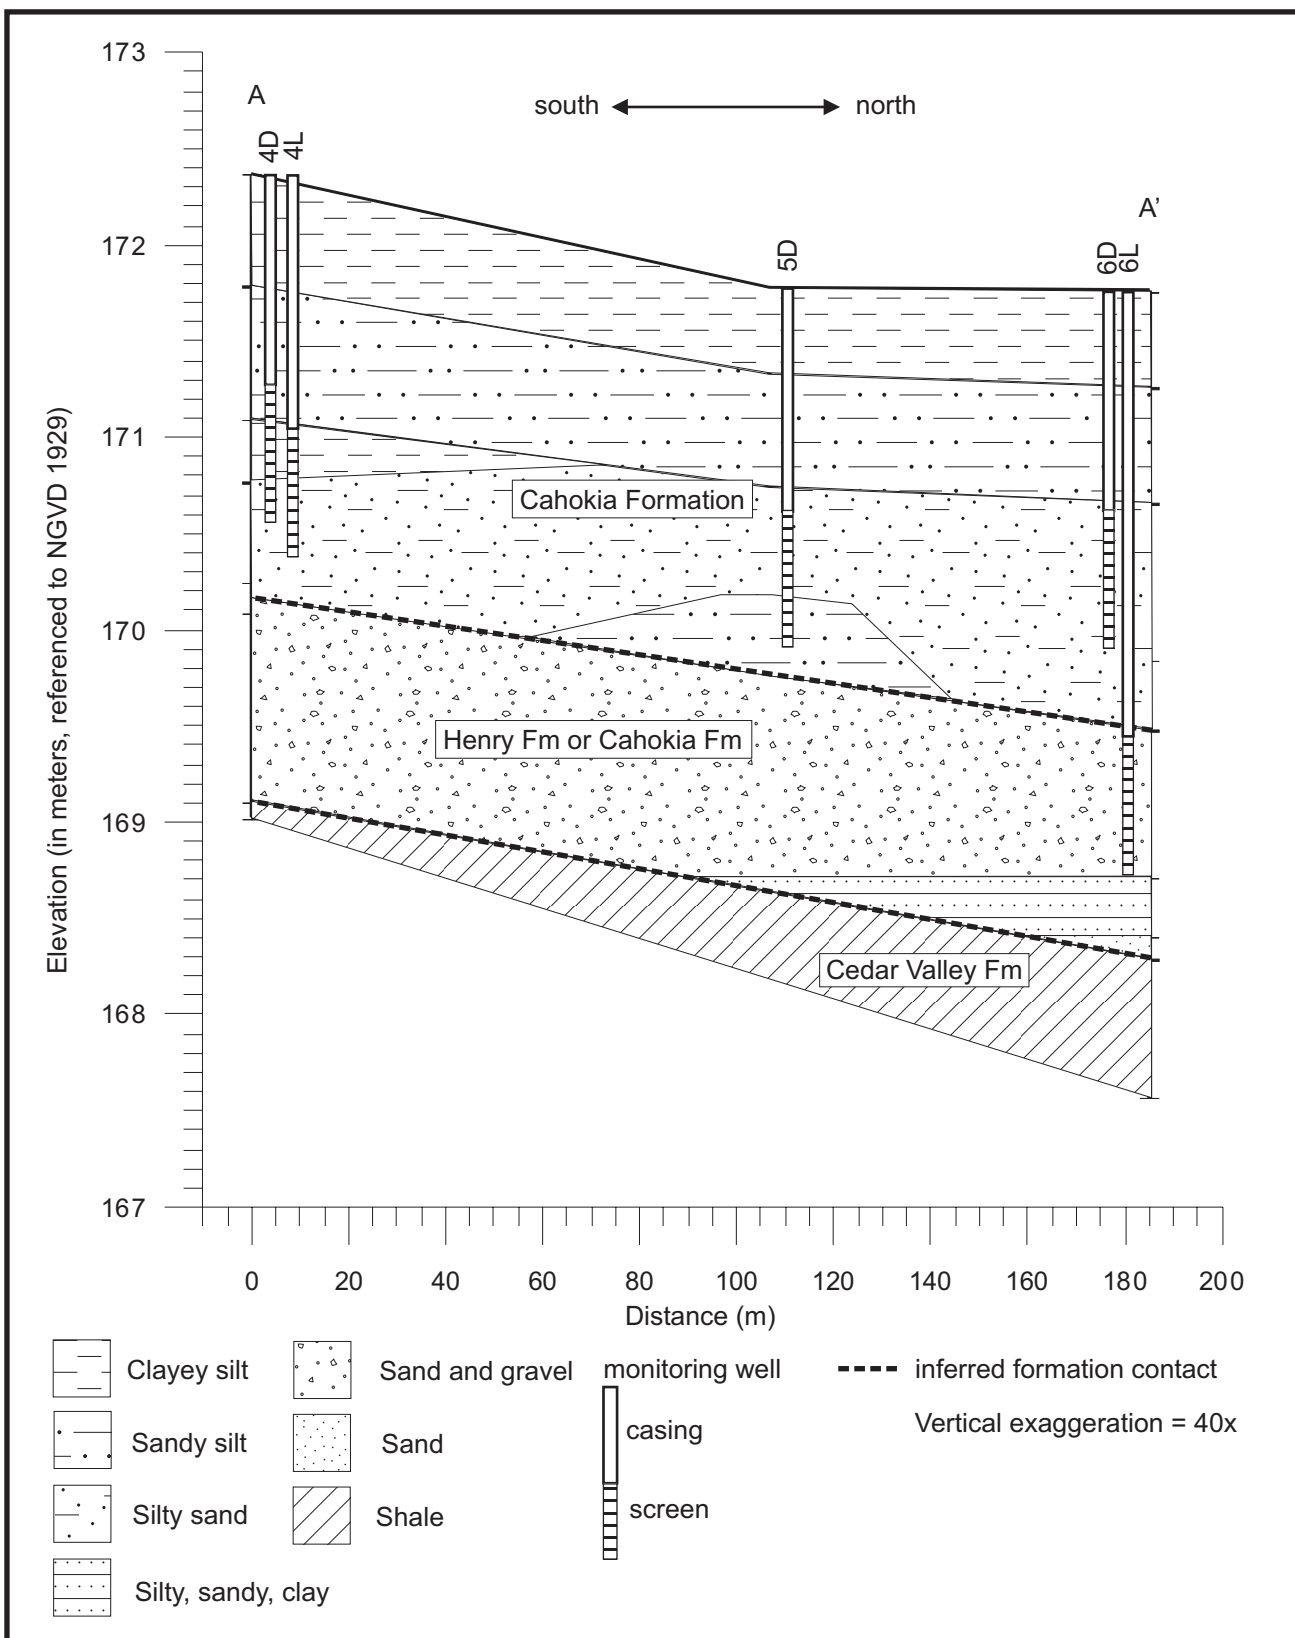 173
A
south
north
4D
4L
A’
172
5D
6D
6L
Elevation (in meters, referenced to NGVD 1929)
171
Cahokia Formation
170
Henry Fm or Cahokia Fm
169
Cedar Valley Fm
168
167
0 20 40 60 80 100 120 140 160 180 200
Distance (m)
Clayey silt
Sand and gravel
monitoring well
inferred formation contact
Sandy silt
Sand
casing
Vertical exaggeration = 40x
Silty sand
Shale
screen
Silty, sandy, clay